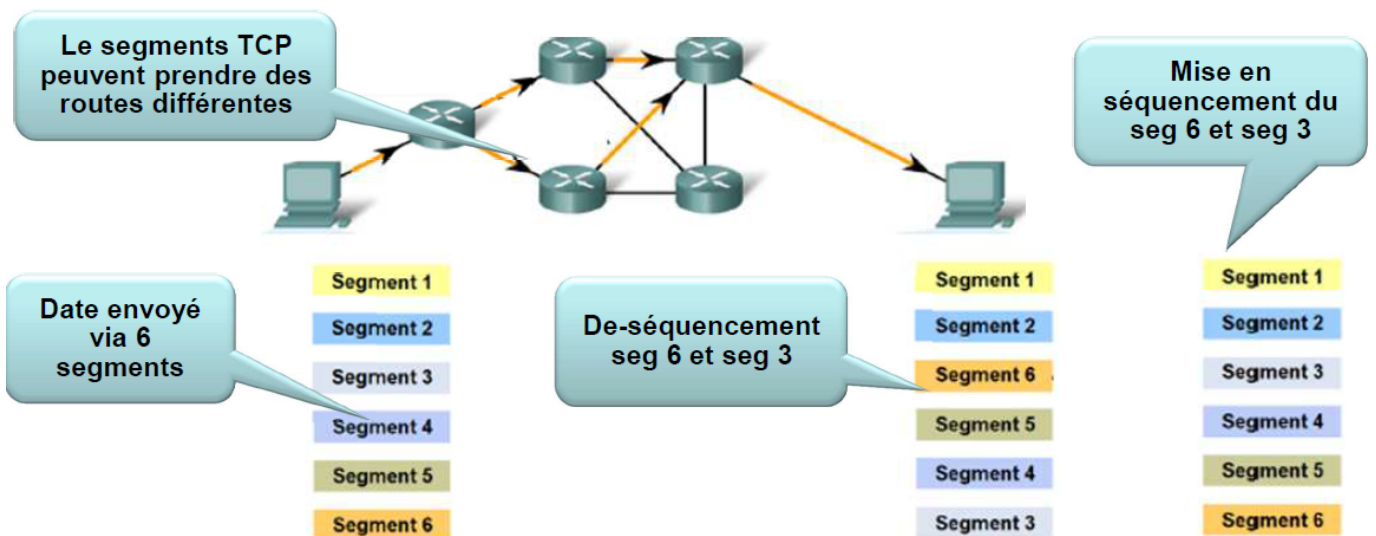 Le segments TCP
peuvent prendre des
routes différentes
Mise en
séquencement du
seg 6 et seg 3
Date envoyé
via 6
segments
Segment 1
Segment 2
Segment 3
Segment 4
Segment 5
Segment 6
De-séquencement
seg 6 et seg 3
Segment 1
Segment 2
Segment 6
Segment 5
Segment 4
Segment 3
Segment 1
Segment 2
Segment 3
Segment 4
Segment 5
Segment 6